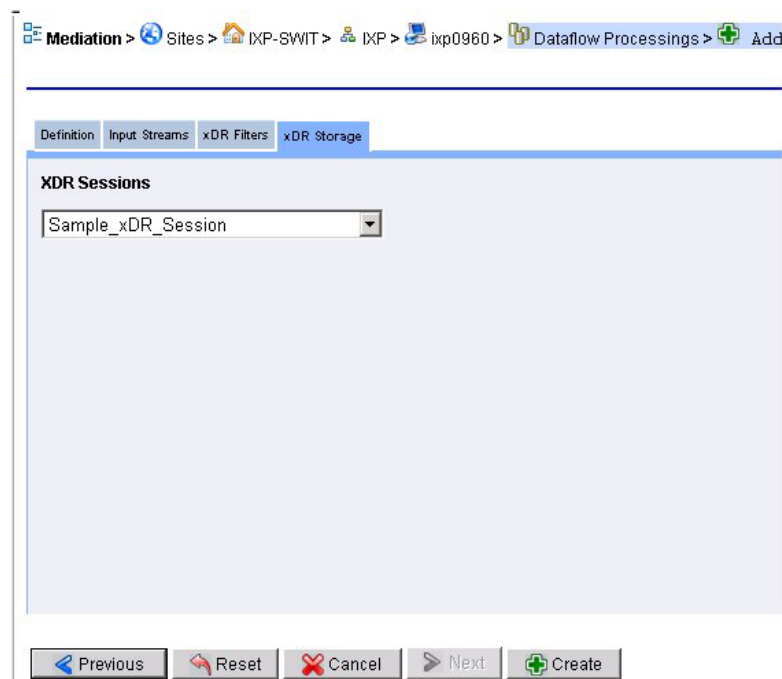 Mediation > Sites > IXP-SWIT > IXP > ixp0960 > Dataflow Processings > Add
Definition Input Streams xDR Filters xDR Storage
XDR Sessions
Sample_xDR_Session
Previous Reset Cancel Next Create